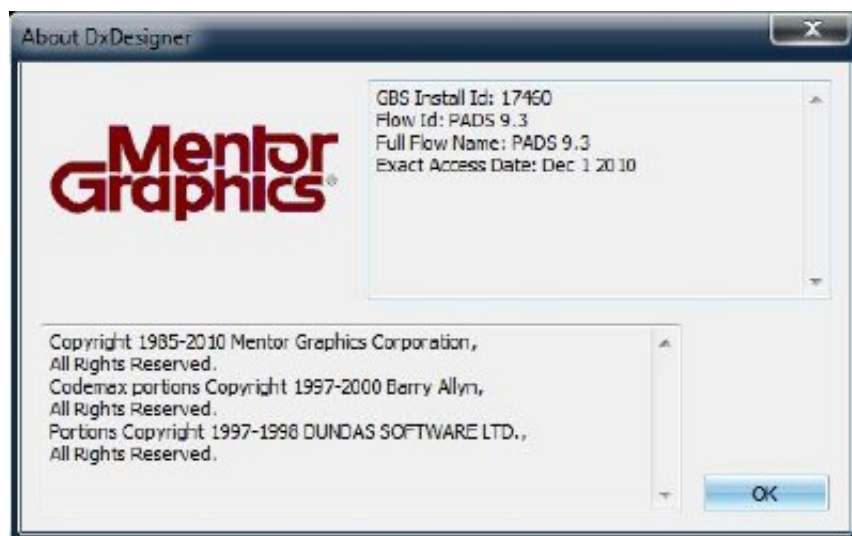 About DxDesigner
Mentor
Graphics®
GBS Install Id: 17460
Flow Id: PADS 9.3
Full Flow Name: PADS 9.3
Exact Access Date: Dec 1 2010
Copyright 1985-2010 Mentor Graphics Corporation,
All Rights Reserved.
Codemax portions Copyright 1997-2000 Barry Allyn,
All Rights Reserved.
Portions Copyright 1997-1998 DUNDAS SOFTWARE LTD.,
All Rights Reserved.
OK